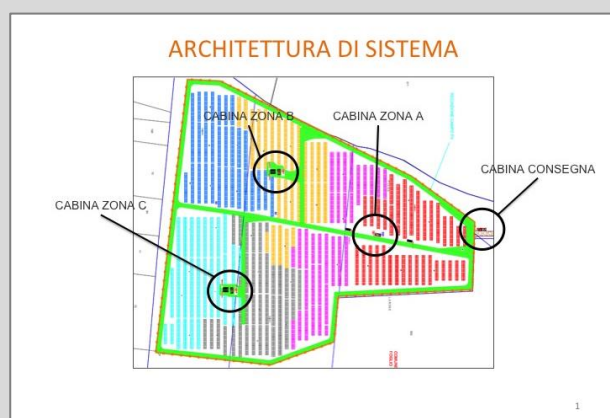 ARCHITETTURA DI SISTEMA
CABINA ZONA B
CABINA ZONA A
CABINA CONSEGNA
CABINA ZONA C
1